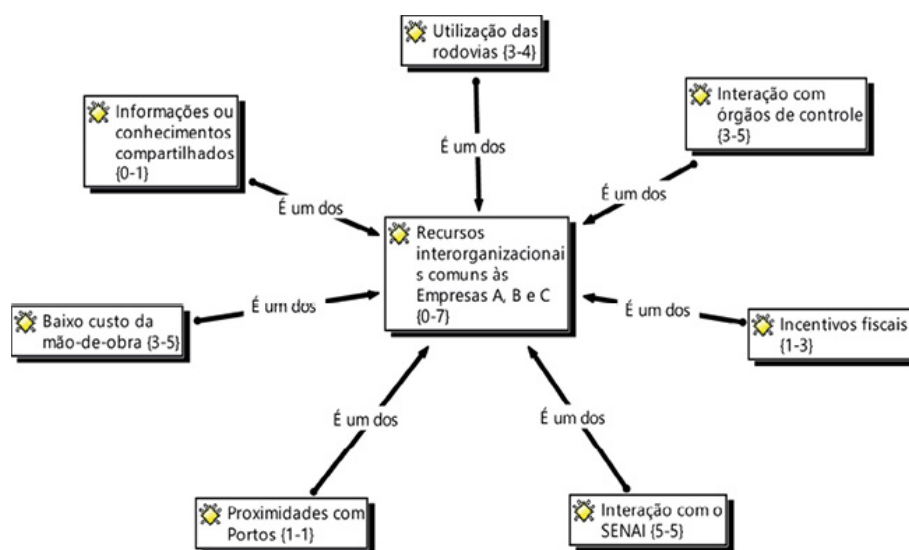 Utilização das
rodovias {3-4}
Informações ou
conhecimentos
compartilhados
{0-1}
Interação com
órgãos de controle
{3-5}
É um dos
É um dos
É um dos
Recursos
interorganizacionai
s comuns às
Empresas A, B e C
{0-7}
Baixo custo da
mão-de-obra {3-5}
É um dos
É um dos
Incentivos fiscais
{1-3}
É um dos
É um dos
Proximidades com
Portos {1-1}
Interação com o
SENAI {5-5}